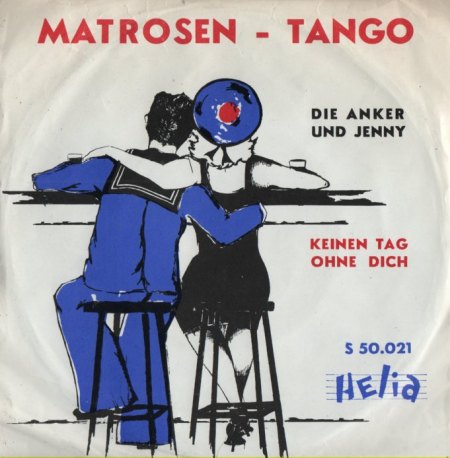 MATROSEN - TANGO
DIE ANKER
UND JENNY
KEINEN TAG
OHNE DICH
S 50.021
Helia